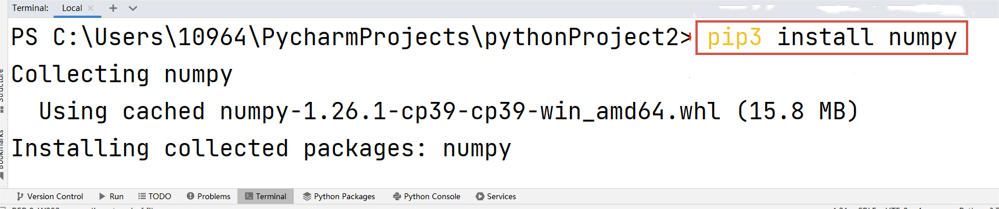 Terminal: Local × +
PS C:\Users\10964\PycharmProjects\pythonProject2> pip3 install numpy
Collecting numpy
  Using cached numpy-1.26.1-cp39-cp39-win_amd64.whl (15.8 MB)
Installing collected packages: numpy
Structure
Bookmarks
Version Control Run TODO Problems Terminal Python Packages Python Console Services